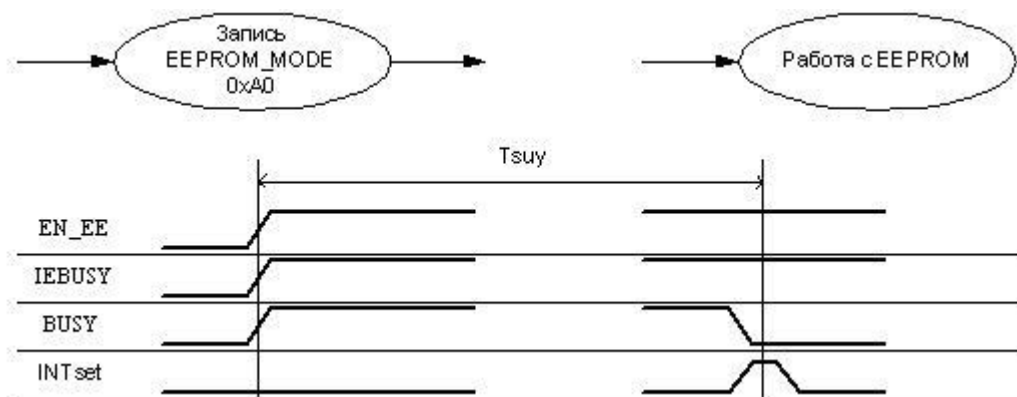 Запись
EEPROM_MODE
0xA0
Работа с EEPROM
Tsuy
EN_EE
IEBUSY
BUSY
INTset